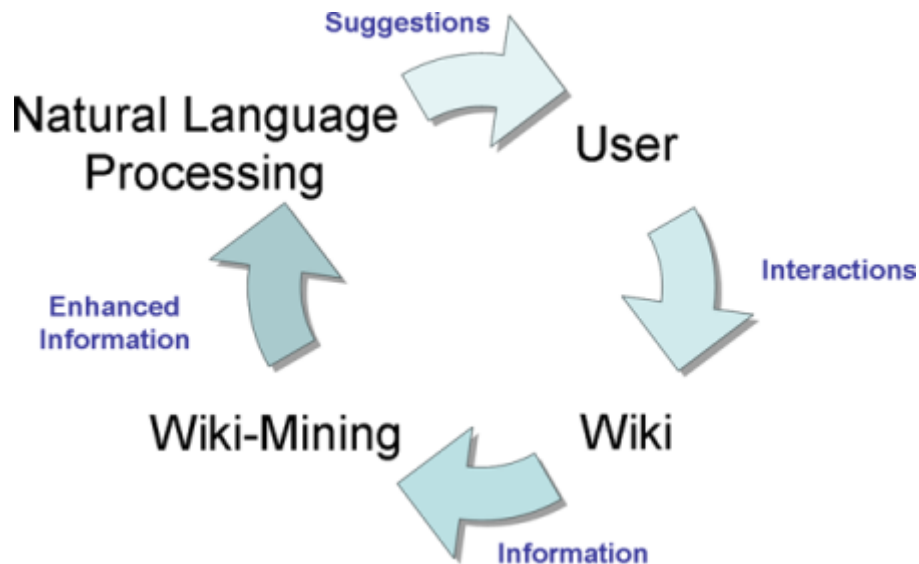 Suggestions
Natural Language
Processing
User
Interactions
Enhanced
Information
Wiki-Mining
Wiki
Information